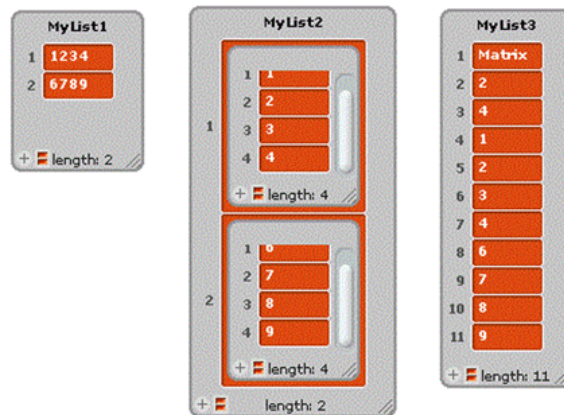 MyList1
1 1234
2 6789
+ length: 2
MyList2
1
1 1
2 2
3 3
4 4
+ length: 4
2
1 6
2 7
3 8
4 9
+ length: 4
+ length: 2
MyList3
1 Matrix
2 2
3 4
4 1
5 2
6 3
7 4
8 6
9 7
10 8
11 9
+ length: 11